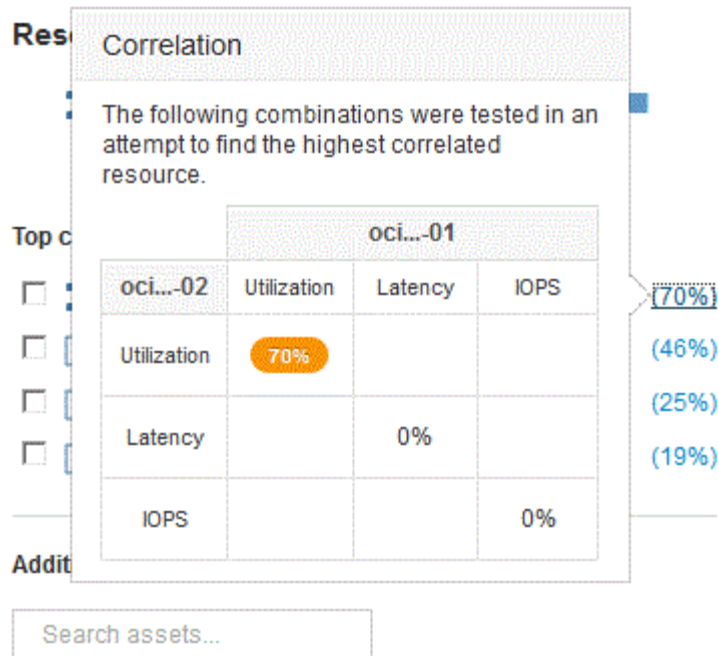 Correlation
The following combinations were tested in an
attempt to find the highest correlated
resource.
Top c
oci...-01
oci...-02 Utilization Latency IOPS
(70%)
Utilization 70%
(46%)
(25%)
Latency 0%
(19%)
IOPS 0%
Addit
Search assets...